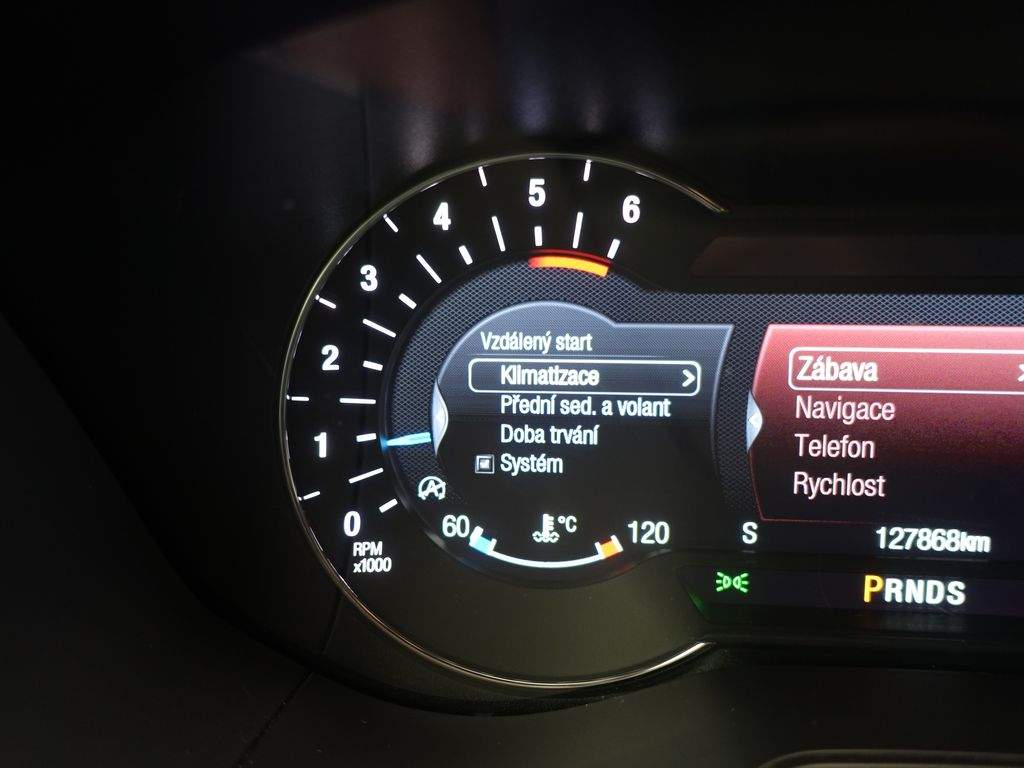 6
5
4
3
2
1
0
RPM
x1000
Vzdálený start
Klimatizace
Přední sed. a volant
Doba trvání
Systém
60 °C 120
Zábava
Navigace
Telefon
Rychlost
S 127868km
PRNDS